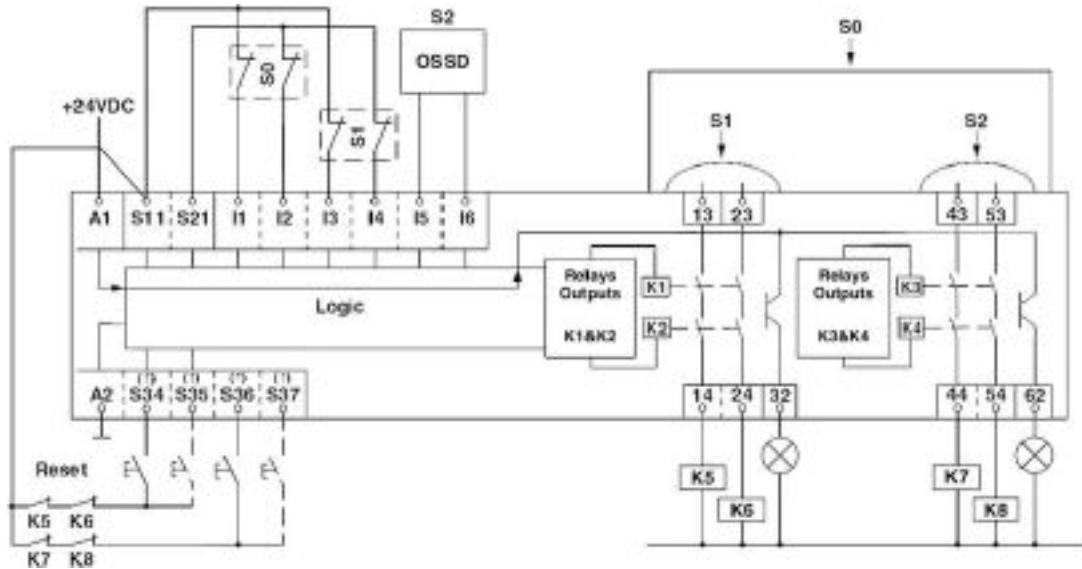 S2
S0
OSSD
S0
+24VDC
S1
S1
S2
A1 S11 S21 I1 I2 I3 I4 I5 I6
13 23
43 53
Relays
Outputs
K1&K2
K1
K2
Relays
Outputs
K3&K4
K3
K4
Logic
(*) (*)
A2 S34 S35 S36 S37
14 24 32
44 54 62
Reset
K5
K6
K7
K8
K5 K6
K7 K8